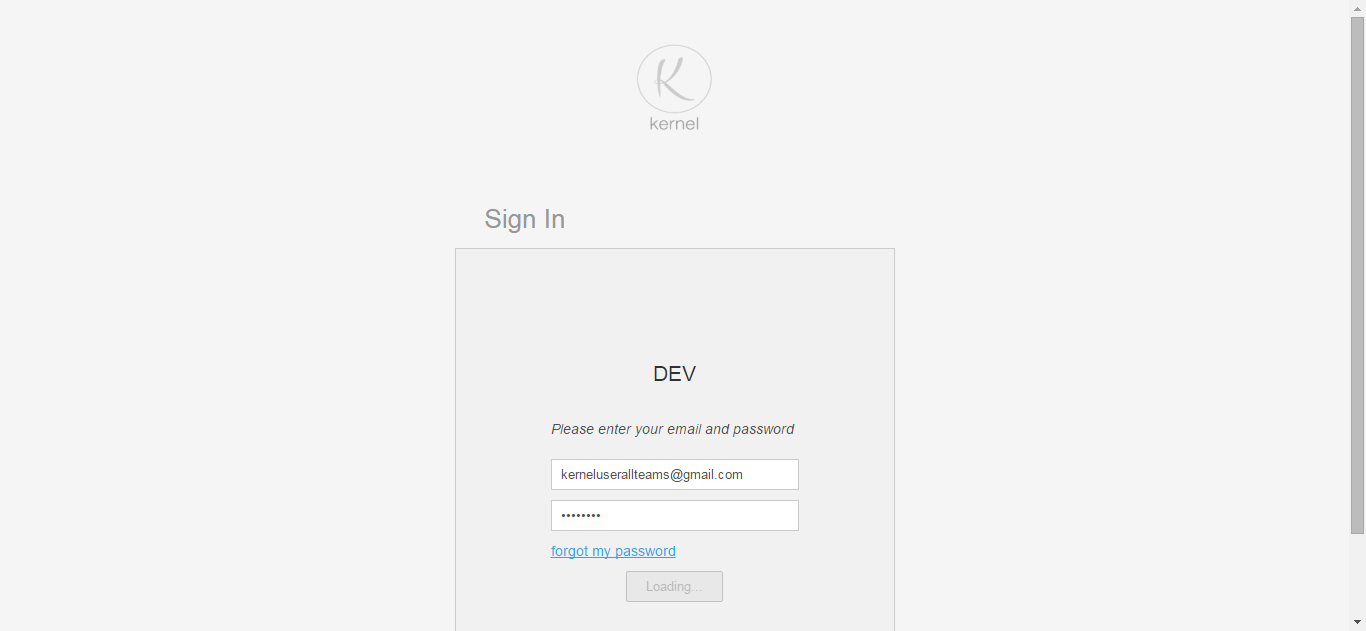 K
kernel
Sign In
DEV
Please enter your email and password
kerneluserallteams@gmail.com
••••••••
forgot my password
Loading...